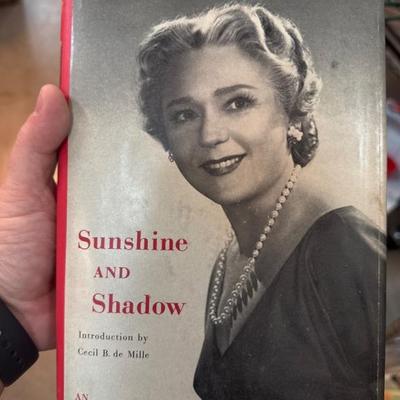 Sunshine
AND
Shadow
Introduction by
Cecil B. de Mille
AN